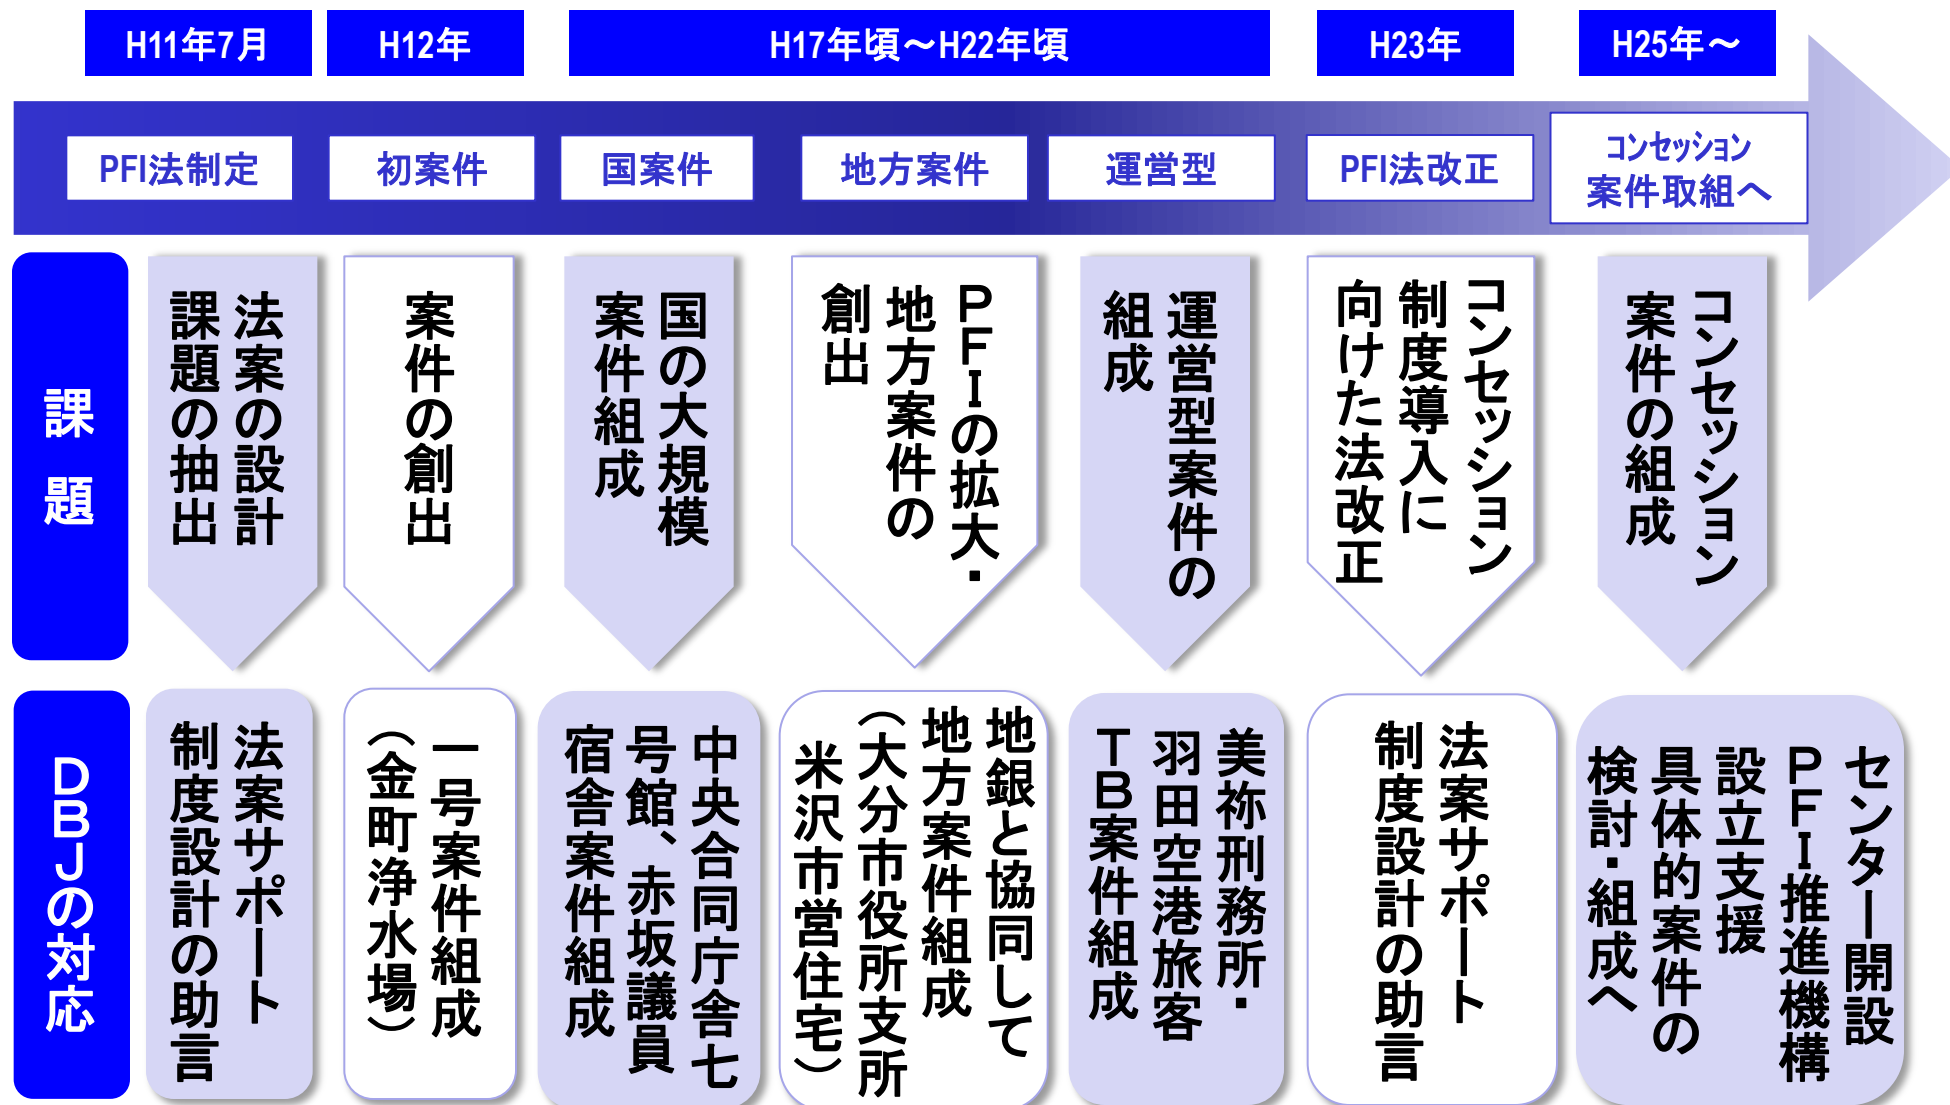 H11年7月
H12年
H17年頃～H22年頃
H23年
H25年～
PFI法制定
初案件
国案件
地方案件
運営型
PFI法改正
コンセッション
案件取組へ
課題
法案の設計
課題の抽出
案件の創出
国の大規模
案件組成
PFIの拡大・
地方案件の
創出
運営型案件の
組成
コンセッション
制度導入に
向けた法改正
コンセッション
案件の組成
DBJの対応
法案サポート
制度設計の助言
一号案件組成
（金町浄水場）
中央合同庁舎七
号館、赤坂議員
宿舎案件組成
地銀と協同して
地方案件組成
（大分市役所支所
米沢市営住宅）
美祢刑務所・
羽田空港旅客
TB案件組成
法案サポート
制度設計の助言
センター開設
PFI推進機構
設立支援
具体的案件の
検討・組成へ